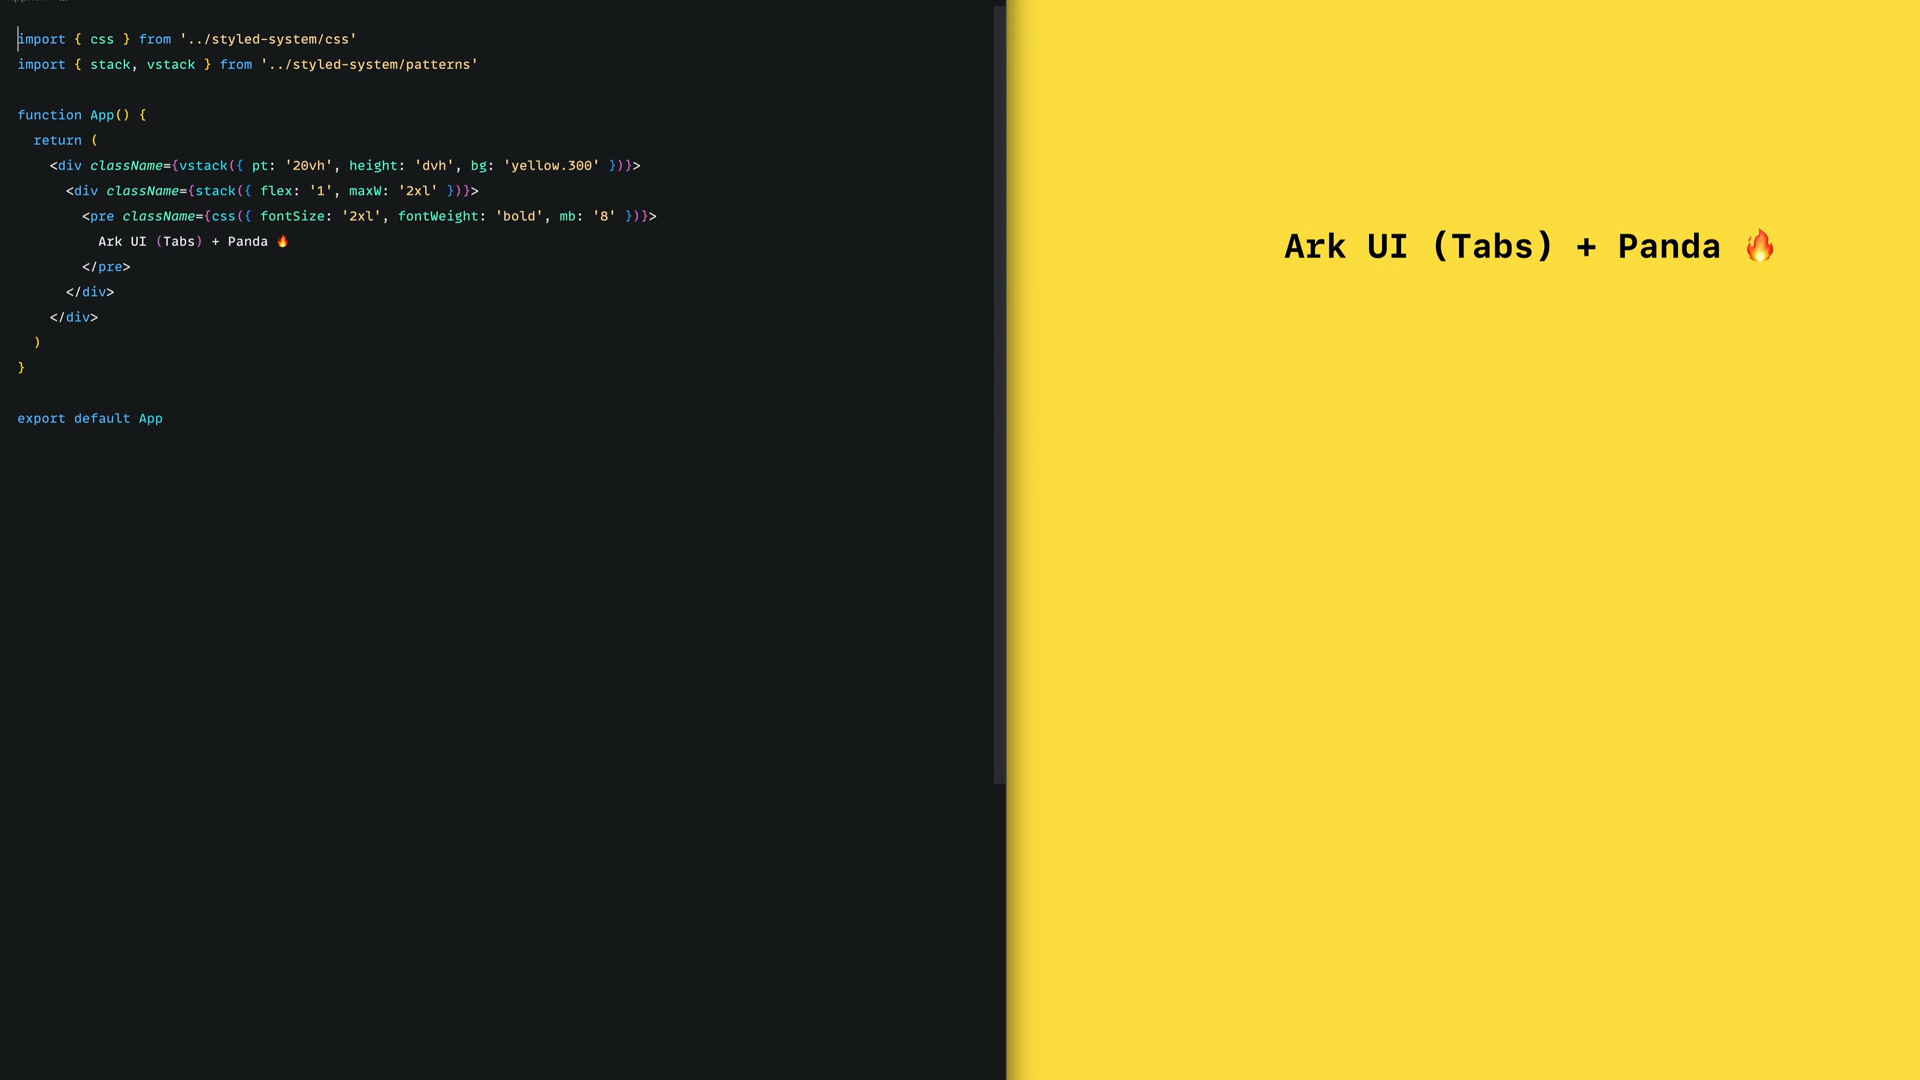 import { css } from '../styled-system/css'
import { stack, vstack } from '../styled-system/patterns'
function App() {
  return (
    <div className={vstack({ pt: '20vh', height: 'dvh', bg: 'yellow.300' })}>
      <div className={stack({ flex: '1', maxW: '2xl' })}>
        <pre className={css({ fontSize: '2xl', fontWeight: 'bold', mb: '8' })}>
          Ark UI (Tabs) + Panda 🔥
        </pre>
      </div>
    </div>
  )
}
export default App
Ark UI (Tabs) + Panda 🔥